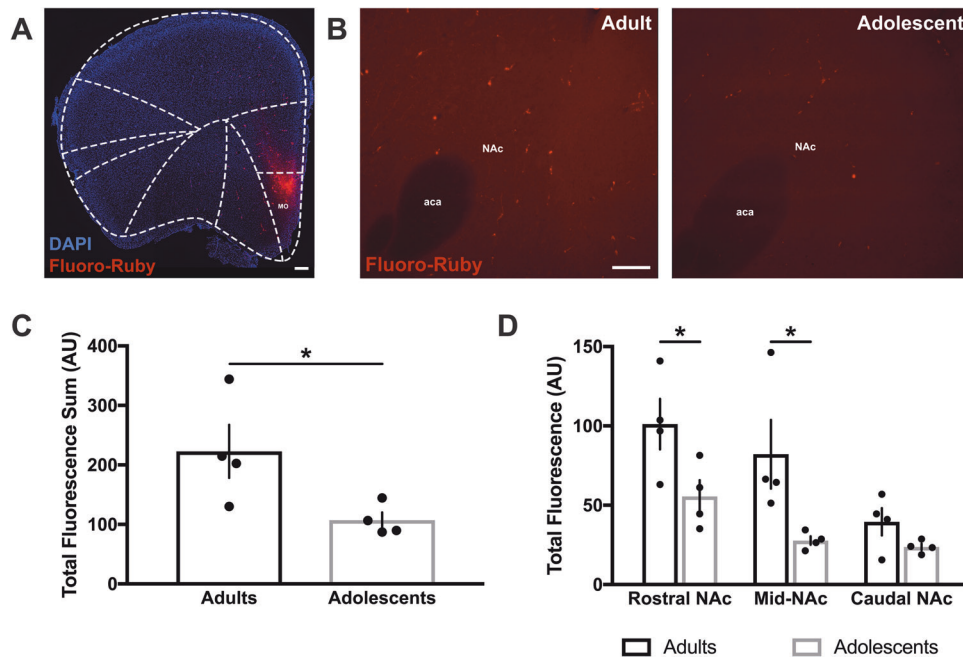 A
MO
DAPI
Fluoro-Ruby
B
Adult
NAc
aca
Fluoro-Ruby
Adolescent
NAc
aca
C
Total Fluorescence Sum (AU)
400
300
200
100
0
*
Adults
Adolescents
D
Total Fluorescence (AU)
150
100
50
0
*
*
Rostral NAc
Mid-NAc
Caudal NAc
Adults
Adolescents